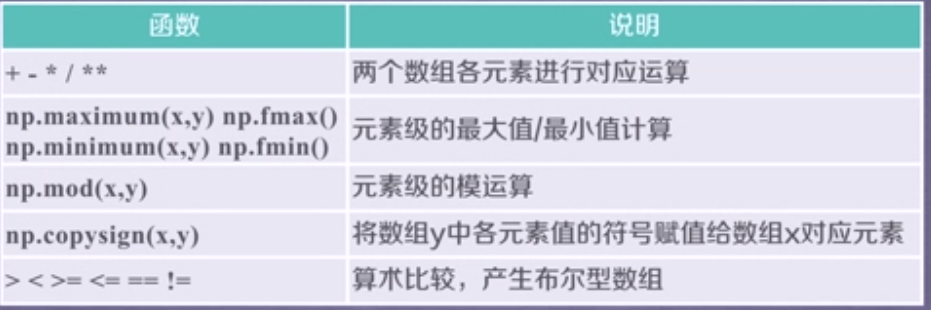 函数 说明
+ - * / ** 两个数组各元素进行对应运算
np.maximum(x,y) np.fmax()
np.minimum(x,y) np.fmin()
元素级的最大值/最小值计算
np.mod(x,y) 元素级的模运算
np.copysign(x,y) 将数组y中各元素值的符号赋值给数组x对应元素
> < >= <= == != 算术比较，产生布尔型数组